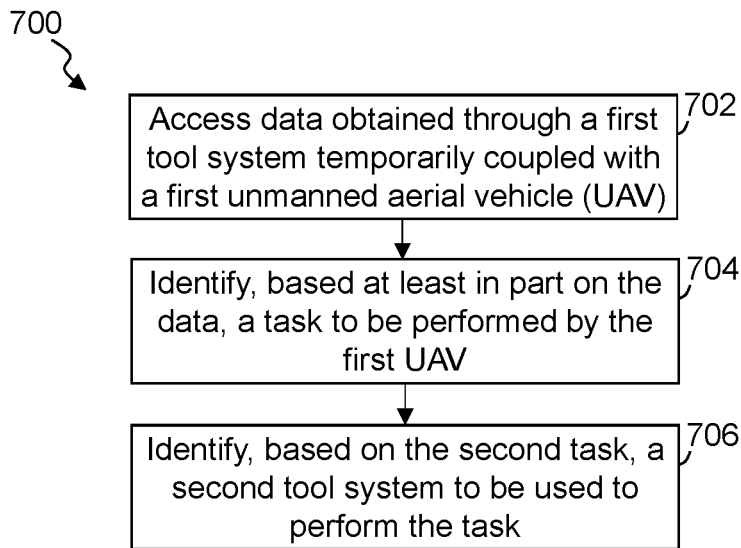 700
Access data obtained through a first
tool system temporarily coupled with
a first unmanned aerial vehicle (UAV)
702
Identify, based at least in part on the
data, a task to be performed by the
first UAV
704
Identify, based on the second task, a
second tool system to be used to
perform the task
706